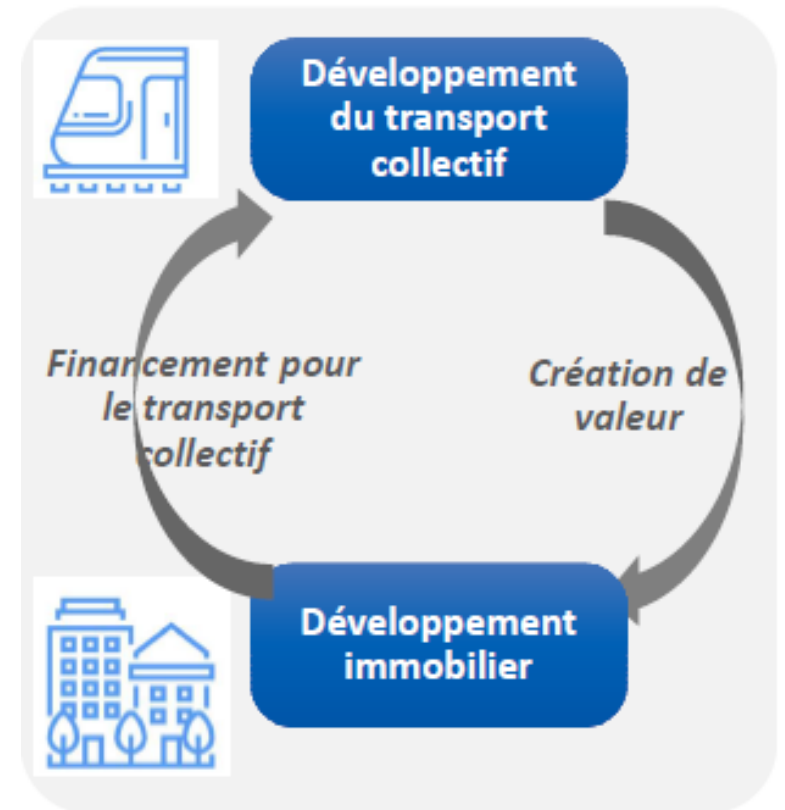 Développement
du transport
collectif
Financement pour
le transport
collectif
Création de
valeur
Développement
immobilier